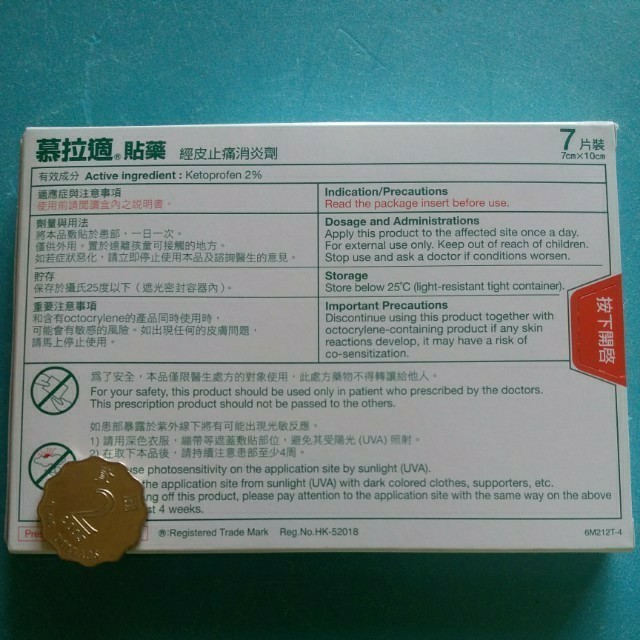 慕拉適® 貼藥 經皮止痛消炎劑
7片裝
7cm×10cm
有效成分 Active ingredient : Ketoprofen 2%
適應症與注意事項
使用前請閱讀盒內之説明書。
Indication/Precautions
Read the package insert before use.
劑量與用法
將本品敷貼於患部，一日一次。
僅供外用。置於遠離孩童可接觸的地方。
如若症狀惡化，請立即停止使用本品及諮詢醫生的意見。
Dosage and Administrations
Apply this product to the affected site once a day.
For external use only. Keep out of reach of children.
Stop use and ask a doctor if conditions worsen.
貯存
保存於攝氏25度以下（遮光密封容器內）。
Storage
Store below 25˚C (light-resistant tight container).
重要注意事項
和含有octocrylene的產品同時使用時，
可能會有敏感的風險。如出現任何的皮膚問題，
請馬上停止使用。
Important Precautions
Discontinue using this product together with
octocrylene-containing product if any skin
reactions develop, it may have a risk of
co-sensitization.
按下開啓
為了安全，本品僅限醫生處方的對象使用，此處方藥物不得轉讓給他人。
For your safety, this product should be used only in patient who prescribed by the doctors.
This prescription product should not be passed to the others.
如患部暴露於紫外線下將有可能出現光敏反應。
1) 請用深色衣服，繃帶等遮蓋敷貼部位，避免其受陽光 (UVA) 照射。
2) 在取下本品後，請持續注意患部至少4周。
use photosensitivity on the application site by sunlight (UVA).
the application site from sunlight (UVA) with dark colored clothes, supporters, etc.
ng off this product, please pay attention to the application site with the same way on the above
st 4 weeks.
Pres
®:Registered Trade Mark Reg.No.HK-52018
6M212T-4
2